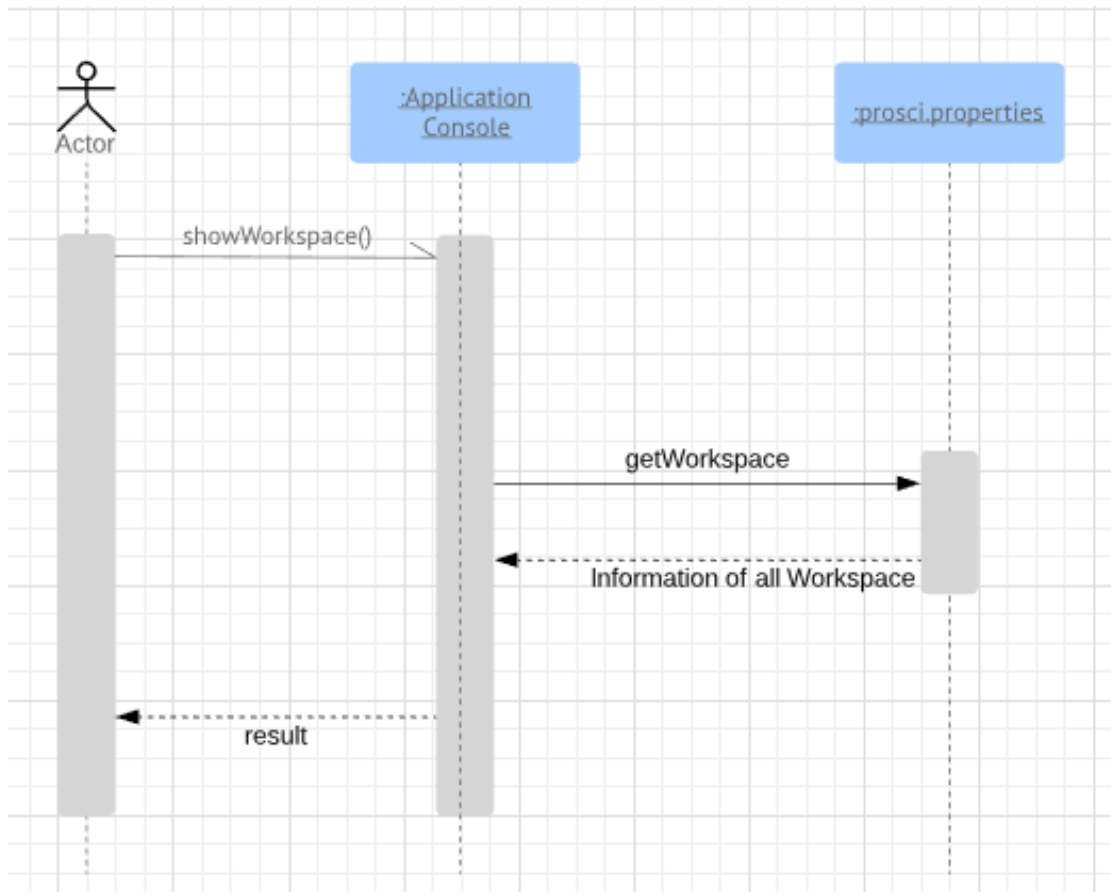 :Application
Console
:prosci.properties
Actor
showWorkspace()
getWorkspace
Information of all Workspace
result